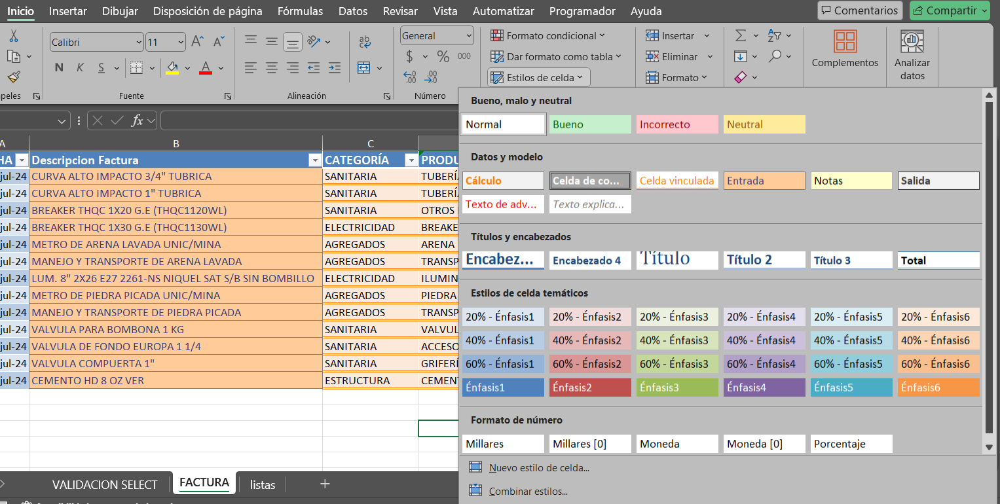 Inicio Insertar Dibujar Disposición de página Fórmulas Datos Revisar Vista Automatizar Programador Ayuda Comentarios Compartir
Calibri 11 General Formato condicional Insertar
$ % 000 Dar formato como tabla Eliminar Complementos Analizar datos
N K S A Estilos de celda Formato
peles Fuente Alineación Número
fx
A B C
HA Descripcion Factura CATEGORÍA PRODU
jul-24 CURVA ALTO IMPACTO 3/4" TUBRICA SANITARIA TUBERÍA
jul-24 CURVA ALTO IMPACTO 1" TUBRICA SANITARIA TUBERÍA
jul-24 BREAKER THQC 1X20 G.E (THQC1120WL) SANITARIA OTROS
jul-24 BREAKER THQC 1X30 G.E (THQC1130WL) ELECTRICIDAD BREAKE
jul-24 METRO DE ARENA LAVADA UNIC/MINA AGREGADOS ARENA
jul-24 MANEJO Y TRANSPORTE DE ARENA LAVADA AGREGADOS TRANSP
jul-24 LUM. 8" 2X26 E27 2261-NS NIQUEL SAT S/B SIN BOMBILLO ELECTRICIDAD ILUMIN
jul-24 METRO DE PIEDRA PICADA UNIC/MINA AGREGADOS PIEDRA
jul-24 MANEJO Y TRANSPORTE DE PIEDRA PICADA AGREGADOS TRANSP
jul-24 VALVULA PARA BOMBONA 1 KG SANITARIA VALVUL
jul-24 VALVULA DE FONDO EUROPA 1 1/4 SANITARIA ACCESO
jul-24 VALVULA COMPUERTA 1" SANITARIA GRIFERÍ
jul-24 CEMENTO HD 8 OZ VER ESTRUCTURA CEMENT
Bueno, malo y neutral
Normal Bueno Incorrecto Neutral
Datos y modelo
Cálculo Celda de co... Celda vinculada Entrada Notas Salida
Texto de adv... Texto explica...
Títulos y encabezados
Encabez... Encabezado 4 Título Título 2 Título 3 Total
Estilos de celda temáticos
20% - Énfasis1 20% - Énfasis2 20% - Énfasis3 20% - Énfasis4 20% - Énfasis5 20% - Énfasis6
40% - Énfasis1 40% - Énfasis2 40% - Énfasis3 40% - Énfasis4 40% - Énfasis5 40% - Énfasis6
60% - Énfasis1 60% - Énfasis2 60% - Énfasis3 60% - Énfasis4 60% - Énfasis5 60% - Énfasis6
Énfasis1 Énfasis2 Énfasis3 Énfasis4 Énfasis5 Énfasis6
Formato de número
Millares Millares [0] Moneda Moneda [0] Porcentaje
Nuevo estilo de celda...
Combinar estilos...
VALIDACION SELECT FACTURA listas